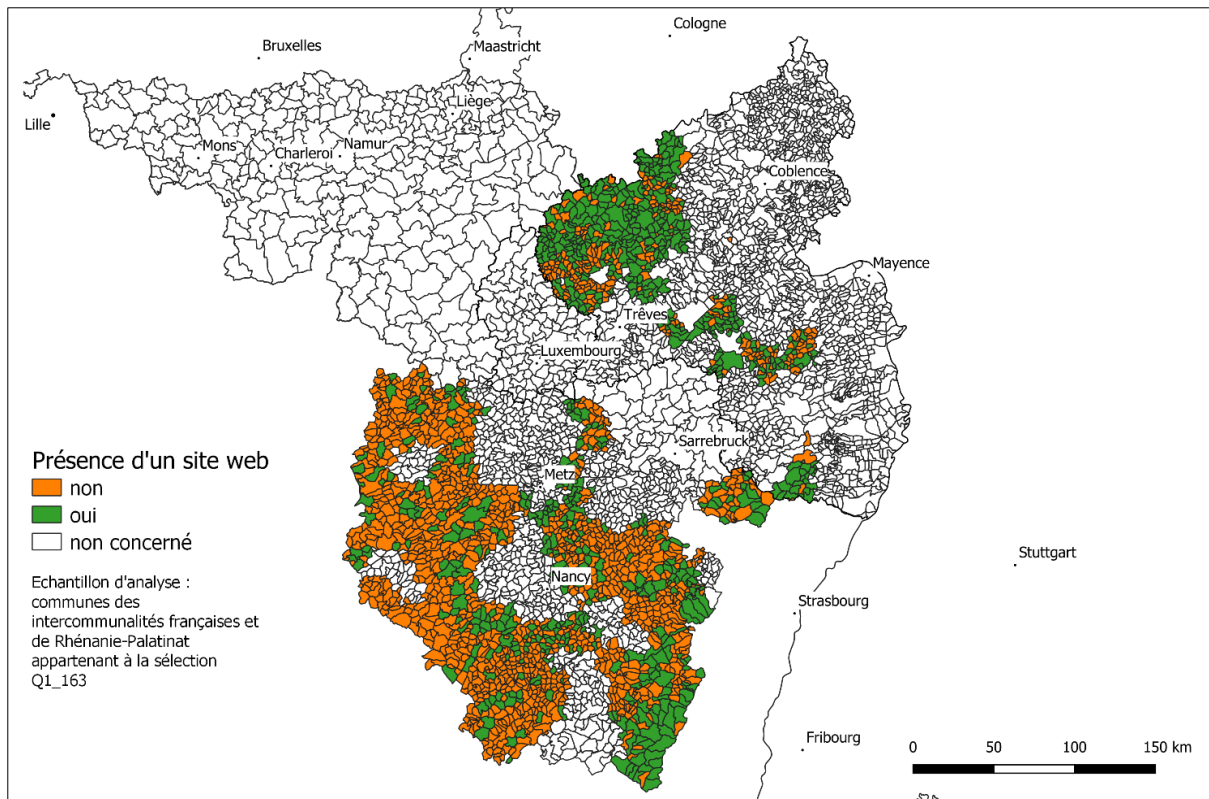 Cologne
Bruxelles
Maastricht
Liège
Lille
Mons
Charleroi
Namur
Coblence
Mayence
Trêves
Luxembourg
Sarrebruck
Metz
Présence d'un site web
non
oui
non concerné
Nancy
Stuttgart
Echantillon d'analyse :
communes des
intercommunalités françaises et
de Rhénanie-Palatinat
appartenant à la sélection
Q1_163
Strasbourg
Fribourg
0 50 100 150 km